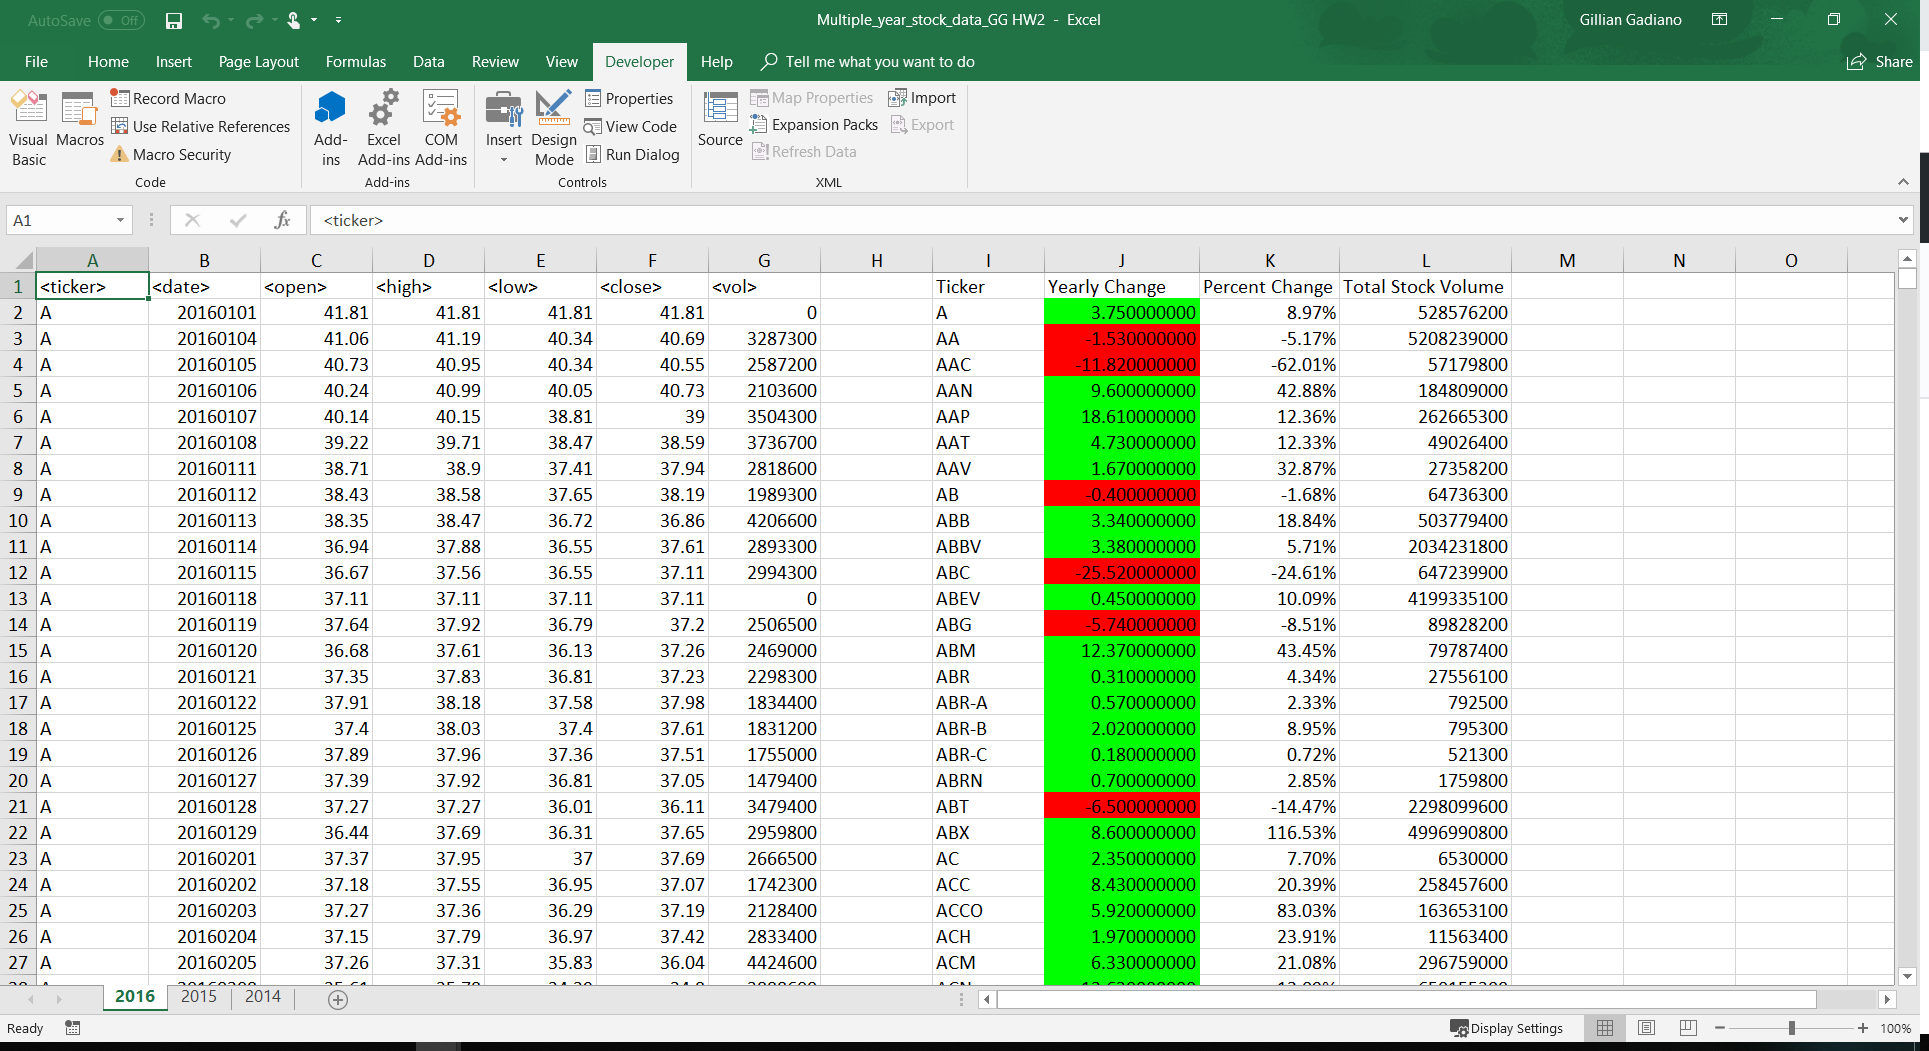 AutoSave Off Multiple_year_stock_data_GG HW2 - Excel Gillian Gadiano
File Home Insert Page Layout Formulas Data Review View Developer Help Tell me what you want to do Share
Visual Basic
Macros
Record Macro
Use Relative References
Macro Security
Code
Add-ins
Excel Add-ins
COM Add-ins
Add-ins
Insert
Design Mode
Properties
View Code
Run Dialog
Controls
Source
Map Properties
Expansion Packs
Refresh Data
Import
Export
XML
A1 fx <ticker>
A B C D E F G H I J K L M N O
1 <ticker> <date> <open> <high> <low> <close> <vol> Ticker Yearly Change Percent Change Total Stock Volume
2 A 20160101 41.81 41.81 41.81 41.81 0 A 3.750000000 8.97% 528576200
3 A 20160104 41.06 41.19 40.34 40.69 3287300 AA -1.530000000 -5.17% 5208239000
4 A 20160105 40.73 40.95 40.34 40.55 2587200 AAC -11.820000000 -62.01% 57179800
5 A 20160106 40.24 40.99 40.05 40.73 2103600 AAN 9.600000000 42.88% 184809000
6 A 20160107 40.14 40.15 38.81 39 3504300 AAP 18.610000000 12.36% 262665300
7 A 20160108 39.22 39.71 38.47 38.59 3736700 AAT 4.730000000 12.33% 49026400
8 A 20160111 38.71 38.9 37.41 37.94 2818600 AAV 1.670000000 32.87% 27358200
9 A 20160112 38.43 38.58 37.65 38.19 1989300 AB -0.400000000 -1.68% 64736300
10 A 20160113 38.35 38.47 36.72 36.86 4206600 ABB 3.340000000 18.84% 503779400
11 A 20160114 36.94 37.88 36.55 37.61 2893300 ABBV 3.380000000 5.71% 2034231800
12 A 20160115 36.67 37.56 36.55 37.11 2994300 ABC -25.520000000 -24.61% 647239900
13 A 20160118 37.11 37.11 37.11 37.11 0 ABEV 0.450000000 10.09% 4199335100
14 A 20160119 37.64 37.92 36.79 37.2 2506500 ABG -5.740000000 -8.51% 89828200
15 A 20160120 36.68 37.61 36.13 37.26 2469000 ABM 12.370000000 43.45% 79787400
16 A 20160121 37.35 37.83 36.81 37.23 2298300 ABR 0.310000000 4.34% 27556100
17 A 20160122 37.91 38.18 37.58 37.98 1834400 ABR-A 0.570000000 2.33% 792500
18 A 20160125 37.4 38.03 37.4 37.61 1831200 ABR-B 2.020000000 8.95% 795300
19 A 20160126 37.89 37.96 37.36 37.51 1755000 ABR-C 0.180000000 0.72% 521300
20 A 20160127 37.39 37.92 36.81 37.05 1479400 ABRN 0.700000000 2.85% 1759800
21 A 20160128 37.27 37.27 36.01 36.11 3479400 ABT -6.500000000 -14.47% 2298099600
22 A 20160129 36.44 37.69 36.31 37.65 2959800 ABX 8.600000000 116.53% 4996990800
23 A 20160201 37.37 37.95 37 37.69 2666500 AC 2.350000000 7.70% 6530000
24 A 20160202 37.18 37.55 36.95 37.07 1742300 ACC 8.430000000 20.39% 258457600
25 A 20160203 37.27 37.36 36.29 37.19 2128400 ACCO 5.920000000 83.03% 163653100
26 A 20160204 37.15 37.79 36.97 37.42 2833400 ACH 1.970000000 23.91% 11563400
27 A 20160205 37.26 37.31 35.83 36.04 4424600 ACM 6.330000000 21.08% 296759000
2016 2015 2014
Ready Display Settings 100%